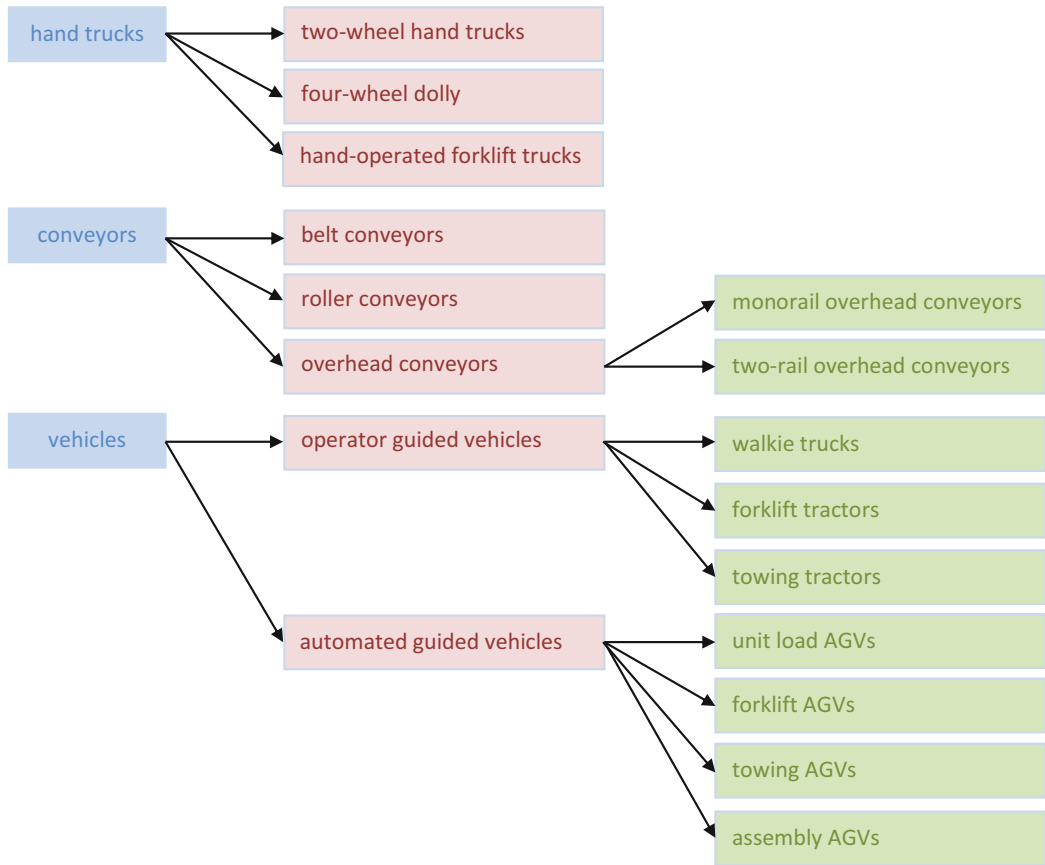 hand trucks
two-wheel hand trucks
four-wheel dolly
hand-operated forklift trucks
conveyors
belt conveyors
roller conveyors
overhead conveyors
monorail overhead conveyors
two-rail overhead conveyors
vehicles
operator guided vehicles
walkie trucks
forklift tractors
towing tractors
automated guided vehicles
unit load AGVs
forklift AGVs
towing AGVs
assembly AGVs